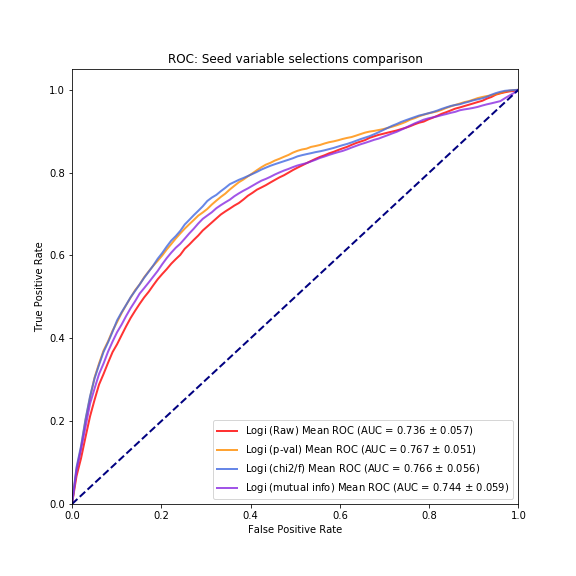 ROC: Seed variable selections comparison
True Positive Rate
1.0
0.8
0.6
0.4
0.2
0.0
Logi (Raw) Mean ROC (AUC = 0.736 ± 0.057)
Logi (p-val) Mean ROC (AUC = 0.767 ± 0.051)
Logi (chi2/f) Mean ROC (AUC = 0.766 ± 0.056)
Logi (mutual info) Mean ROC (AUC = 0.744 ± 0.059)
0.0 0.2 0.4 0.6 0.8 1.0
False Positive Rate